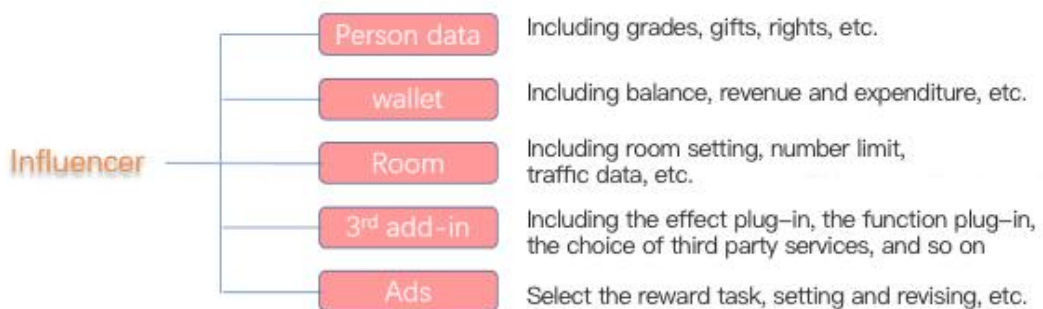 Person data
Including grades, gifts, rights, etc.
wallet
Including balance, revenue and expenditure, etc.
Influencer
Room
Including room setting, number limit,
traffic data, etc.
3rd add-in
Including the effect plug-in, the function plug-in,
the choice of third party services, and so on
Ads
Select the reward task, setting and revising, etc.